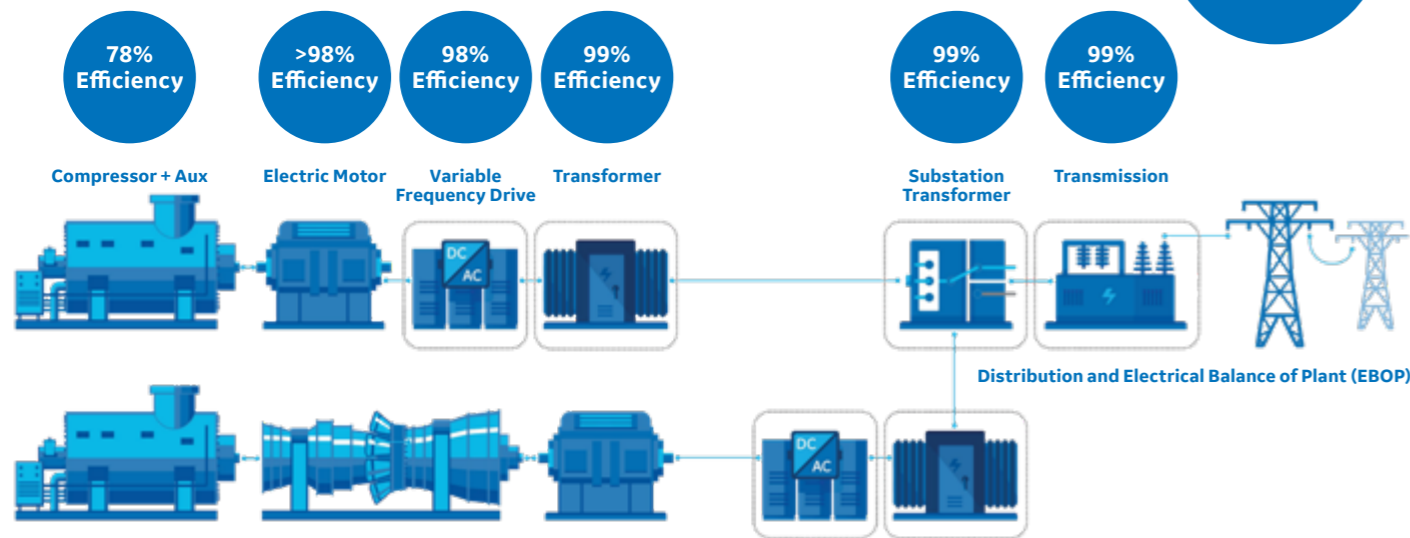 78%
Efficiency
>98%
Efficiency
98%
Efficiency
99%
Efficiency
99%
Efficiency
99%
Efficiency
Compressor + Aux
Electric Motor
Variable
Frequency Drive
Transformer
Substation
Transformer
Transmission
DC
AC
Distribution and Electrical Balance of Plant (EBOP)
DC
AC